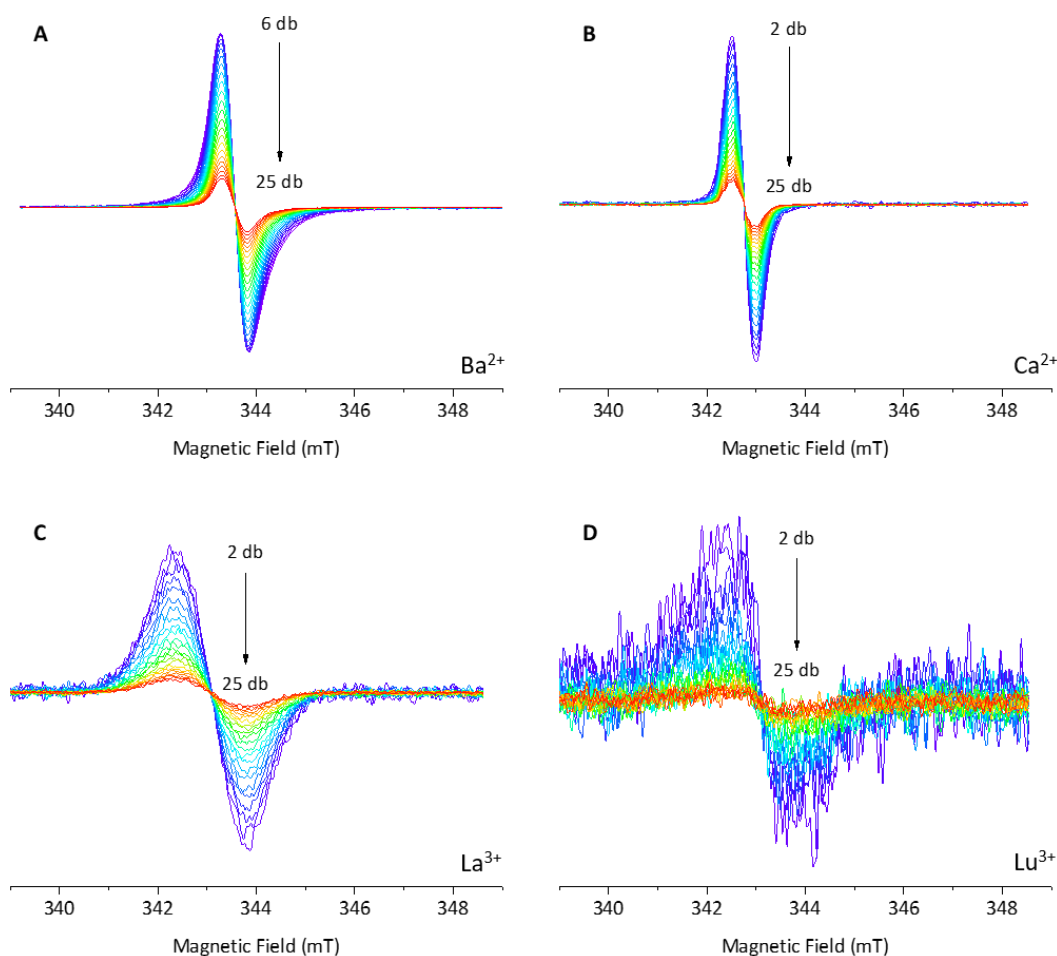 A
6 db
25 db
Ba²⁺
340 342 344 346 348
Magnetic Field (mT)
B
2 db
25 db
Ca²⁺
340 342 344 346 348
Magnetic Field (mT)
C
2 db
25 db
La³⁺
340 342 344 346 348
Magnetic Field (mT)
D
2 db
25 db
Lu³⁺
340 342 344 346 348
Magnetic Field (mT)